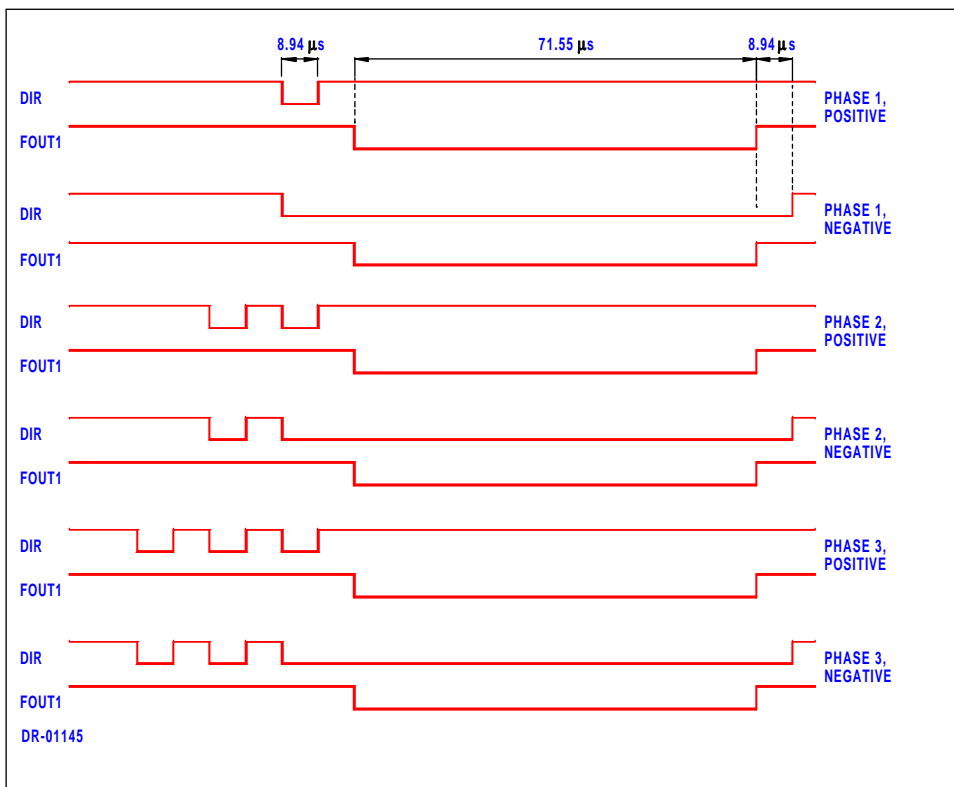 8.94 µs 71.55 µs 8.94 µs
DIR PHASE 1,
POSITIVE
FOUT1
DIR PHASE 1,
NEGATIVE
FOUT1
DIR PHASE 2,
POSITIVE
FOUT1
DIR PHASE 2,
NEGATIVE
FOUT1
DIR PHASE 3,
POSITIVE
FOUT1
DIR PHASE 3,
NEGATIVE
FOUT1
DR-01145